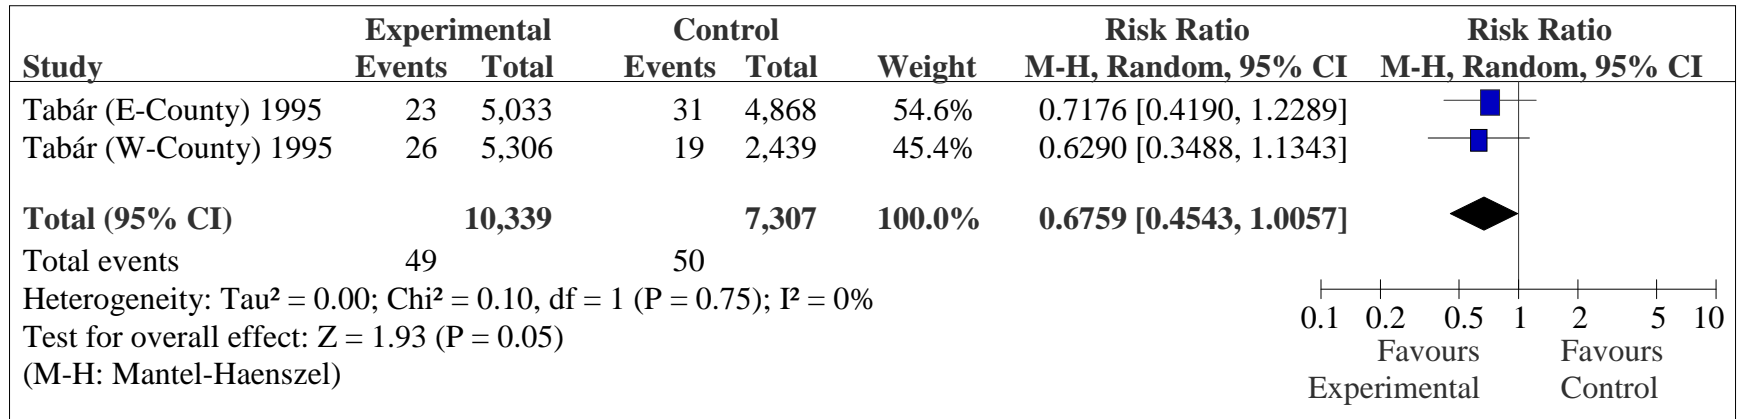 Experimental Control Risk Ratio Risk Ratio
Study Events Total Events Total Weight M-H, Random, 95% CI M-H, Random, 95% CI
Tabár (E-County) 1995 23 5,033 31 4,868 54.6% 0.7176 [0.4190, 1.2289]
Tabár (W-County) 1995 26 5,306 19 2,439 45.4% 0.6290 [0.3488, 1.1343]
Total (95% CI) 10,339 7,307 100.0% 0.6759 [0.4543, 1.0057]
Total events 49 50
Heterogeneity: Tau² = 0.00; Chi² = 0.10, df = 1 (P = 0.75); I² = 0%
Test for overall effect: Z = 1.93 (P = 0.05)
(M-H: Mantel-Haenszel)
0.1 0.2 0.5 1 2 5 10
Favours Favours
Experimental Control